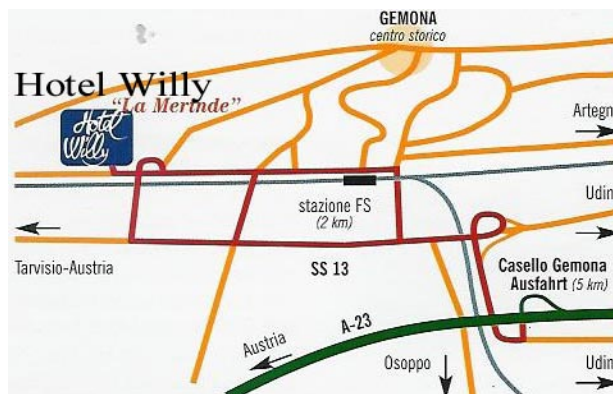 GEMONA
centro storico
Hotel Willy
"La Merinde"
Hotel
Willy
Artegn
stazione FS
(2 km)
Udin
Tarvisio-Austria
SS 13
Casello Gemona
Ausfahrt (5 km)
A-23
Austria
Osoppo
Udin